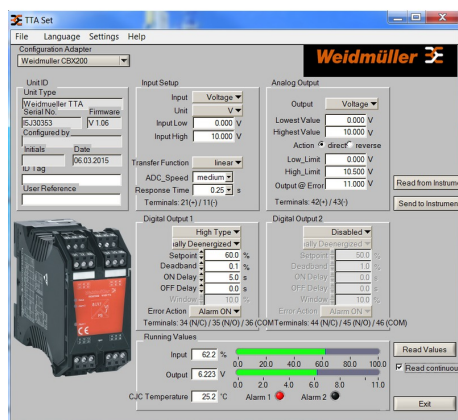 TTA Set
File Language Settings Help
Configuration Adapter
Weidmuller CBX200
Weidmüller
Unit ID
Unit Type
Weidmueller TTA
Serial No. Firmware
I5J30353 V 1.06
Configured by
Initials Date
06.03.2015
ID Tag
User Reference
Input Setup
Input Voltage
Unit V
Input Low 0.000 V
Input High 10.000 V
Transfer Function linear
ADC_Speed medium
Response Time 0.25 s
Terminals: 21(+) / 11(-)
Analog Output
Output Voltage
Lowest Value 0.000 V
Highest Value 10.000 V
Action direct reverse
Low_Limit 0.000 V
High_Limit 10.500 V
Output @ Error 11.000 V
Terminals: 42(+) / 43(-)
Read from Instrume
Send to Instrumen
Digital Output 1
High Type
ially Deenergized
Setpoint 60.0 %
Deadband 0.1 %
ON Delay 5.0 s
OFF Delay 0.0 s
Window 10.0 %
Error Action Alarm ON
Terminals: 34 (N/C) / 35 (N/O) / 36 (COM
Digital Output 2
Disabled
ially Deenergized
Setpoint 50.0 %
Deadband 1.0 %
ON Delay 0.0 s
OFF Delay 0.0 s
Window 10.0 %
Error Action Alarm ON
Terminals: 44 (N/C) / 45 (N/O) / 46 (COM)
Running Values
Input 62.2 %
0.0 20.0 40.0 60.0 80.0 100.0
Output 6.223 V
0.0 2.0 4.0 6.0 8.0 11.0
CJC Temperature 25.2 °C Alarm 1 Alarm 2
Read Values
Read continuou
Exit